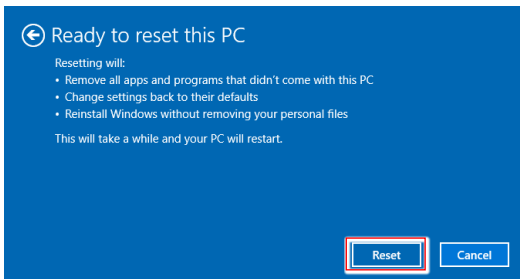 Ready to reset this PC
Resetting will:
• Remove all apps and programs that didn't come with this PC
• Change settings back to their defaults
• Reinstall Windows without removing your personal files
This will take a while and your PC will restart.
Reset
Cancel